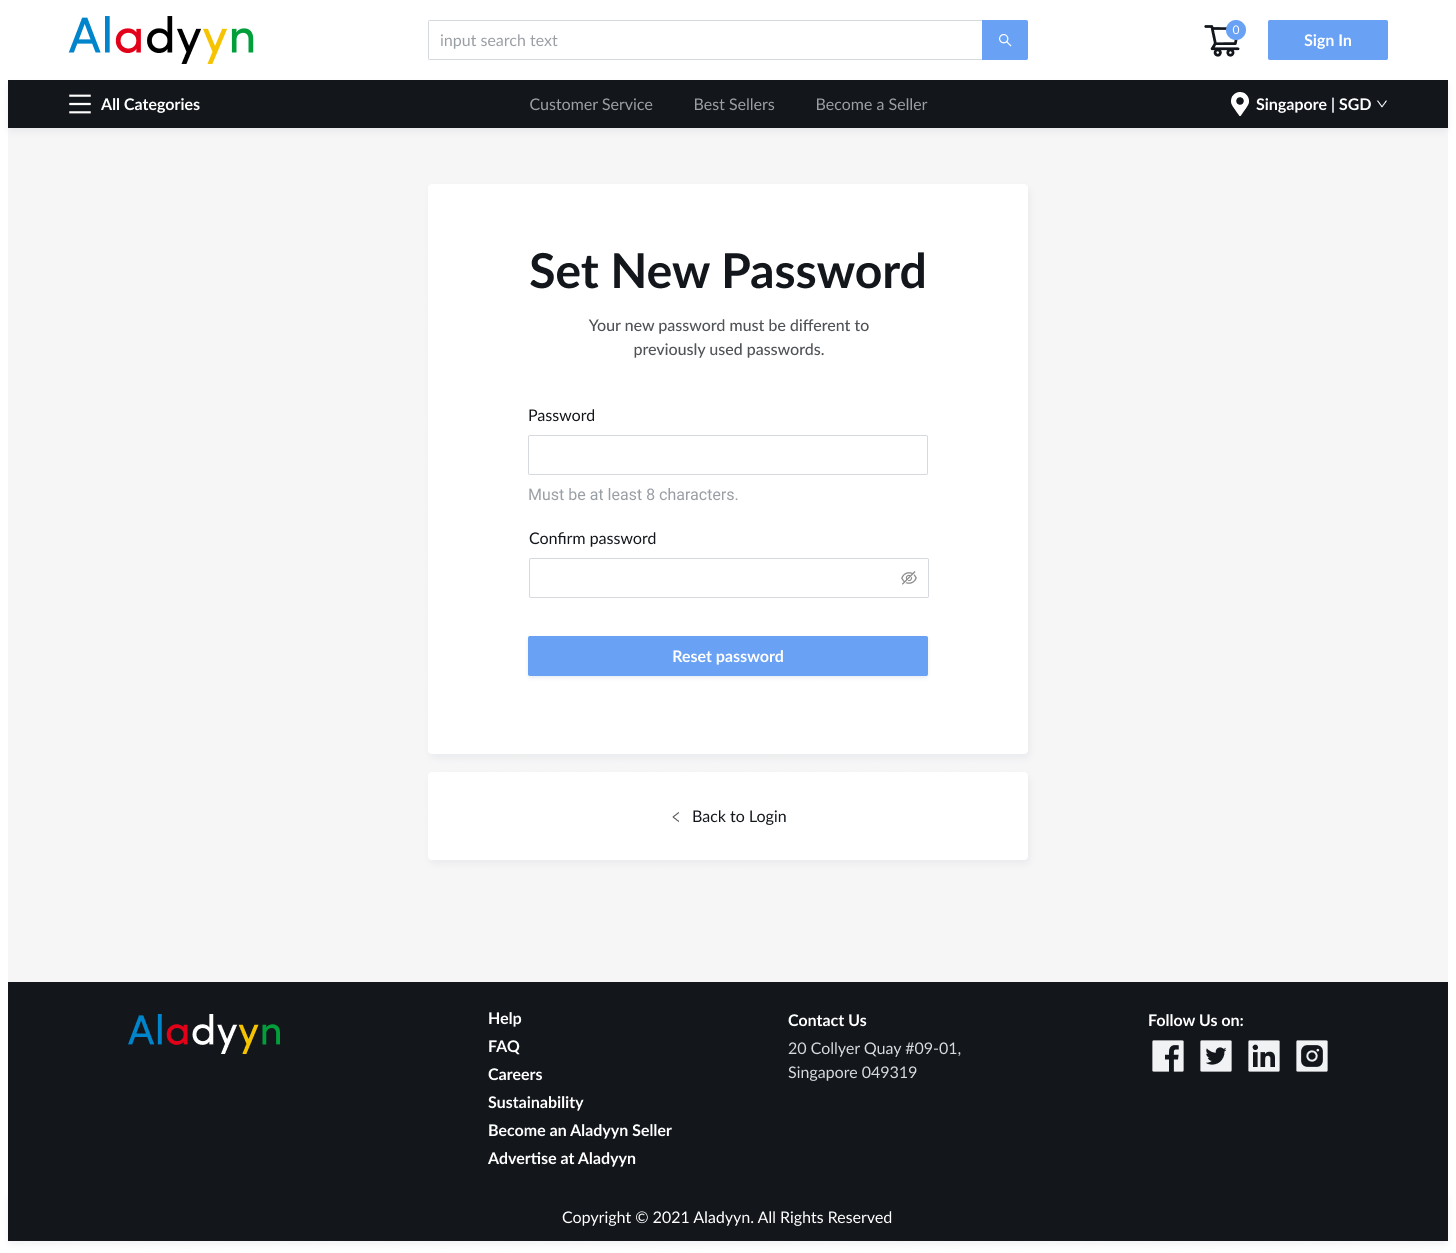 Aladyyn
input search text
0
Sign In
All Categories
Customer Service
Best Sellers
Become a Seller
Singapore | SGD
Set New Password
Your new password must be different to
previously used passwords.
Password
Must be at least 8 characters.
Confirm password
Reset password
< Back to Login
Aladyyn
Help
FAQ
Careers
Sustainability
Become an Aladyyn Seller
Advertise at Aladyyn
Contact Us
20 Collyer Quay #09-01,
Singapore 049319
Follow Us on:
Copyright © 2021 Aladyyn. All Rights Reserved